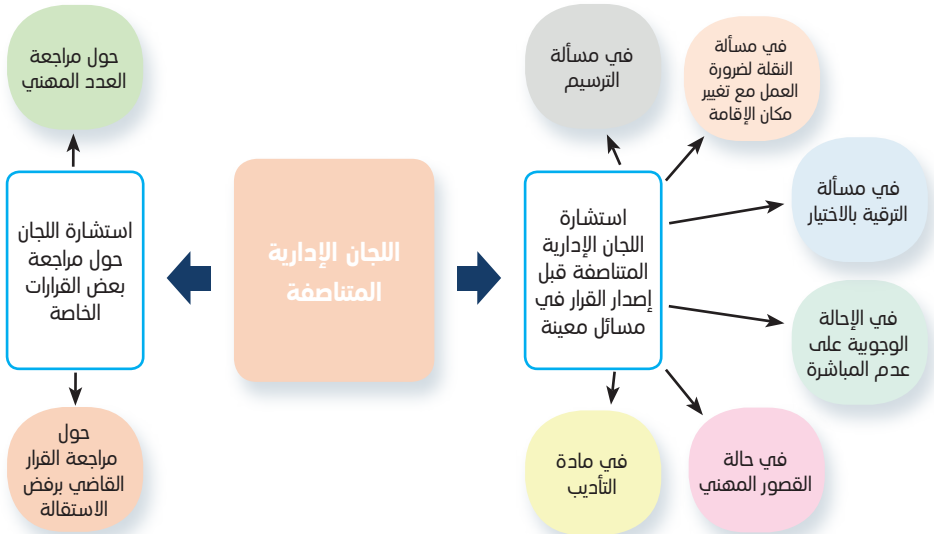 اللجان الإدارية
المتناصفة
استشارة
اللجان الإدارية
المتناصفة قبل
إصدار القرار في
مسائل معينة
في مسألة
الترسيم
في مسألة
النقلة لضرورة
العمل مع تغيير
مكان الإقامة
في مسألة
الترقية بالاختيار
في الإحالة
الوجوبية على
عدم المباشرة
في حالة
القصور المهني
في مادة
التأديب
استشارة اللجان
حول مراجعة
بعض القرارات
الخاصة
حول مراجعة
العدد المهني
حول
مراجعة القرار
القاضي برفض
الاستقالة